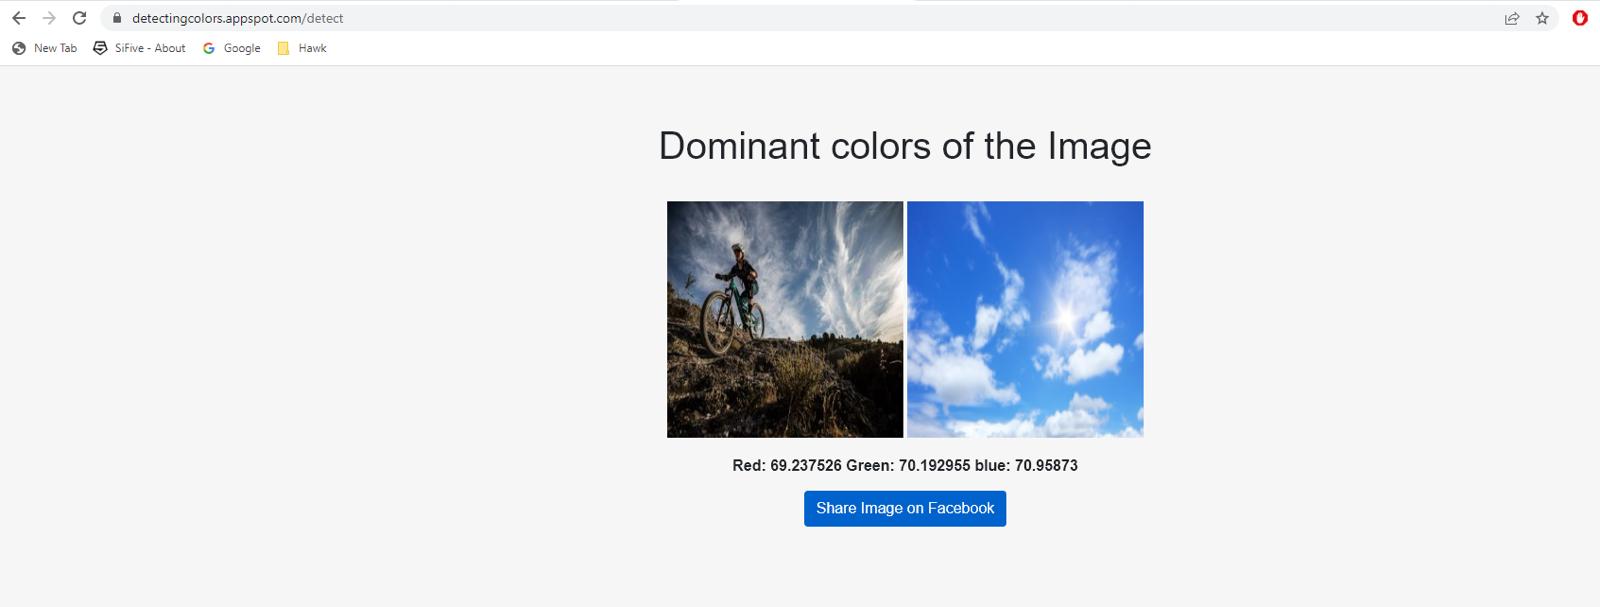 detectingcolors.appspot.com/detect
New Tab SiFive - About Google Hawk
Dominant colors of the Image
Red: 69.237526 Green: 70.192955 blue: 70.95873
Share Image on Facebook